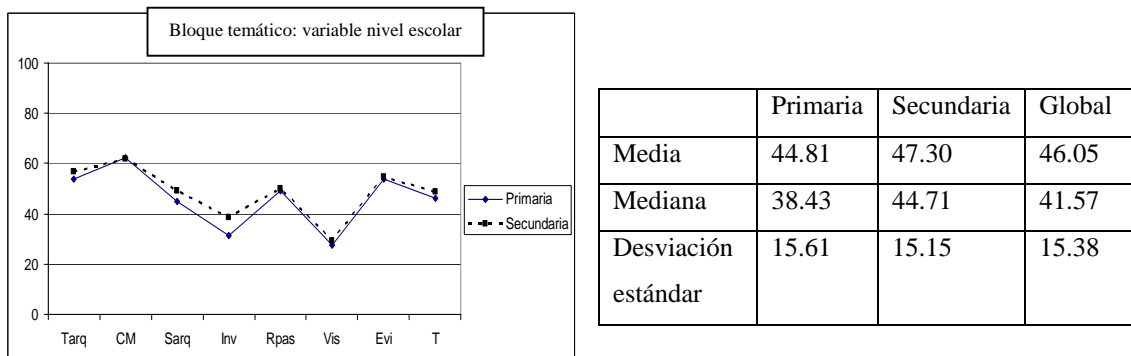 Bloque temático: variable nivel escolar
100
80
60
40
20
0
Tarq CM Sarq Inv Rpas Vis Evi T
Primaria
Secundaria
Primaria Secundaria Global
Media 44.81 47.30 46.05
Mediana 38.43 44.71 41.57
Desviación 15.61 15.15 15.38
estándar